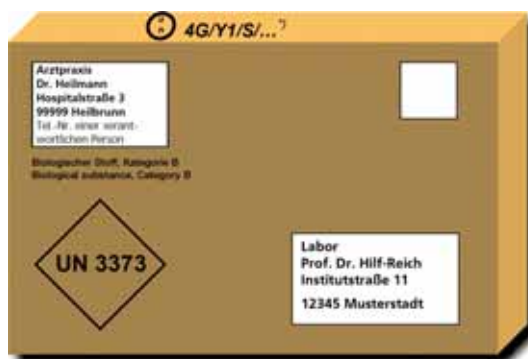 4G/Y1/S/...*)
Arztpraxis
Dr. Heilmann
Hospitalstraße 3
99999 Heilbrunn
Tel.-Nr. einer verant-
wortlichen Person
Biologischer Stoff, Kategorie B
Biological substance, Category B
UN 3373
Labor
Prof. Dr. Hilf-Reich
Institutstraße 11
12345 Musterstadt